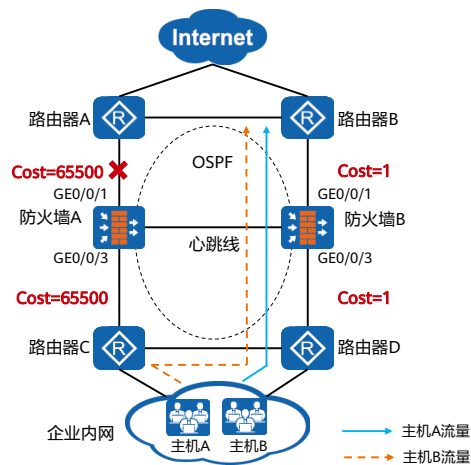 Internet
路由器A
路由器B
OSPF
Cost=65500
Cost=1
GE0/0/1
GE0/0/1
防火墙A
防火墙B
心跳线
GE0/0/3
GE0/0/3
Cost=65500
Cost=1
路由器C
路由器D
企业内网
主机A
主机B
主机A流量
主机B流量